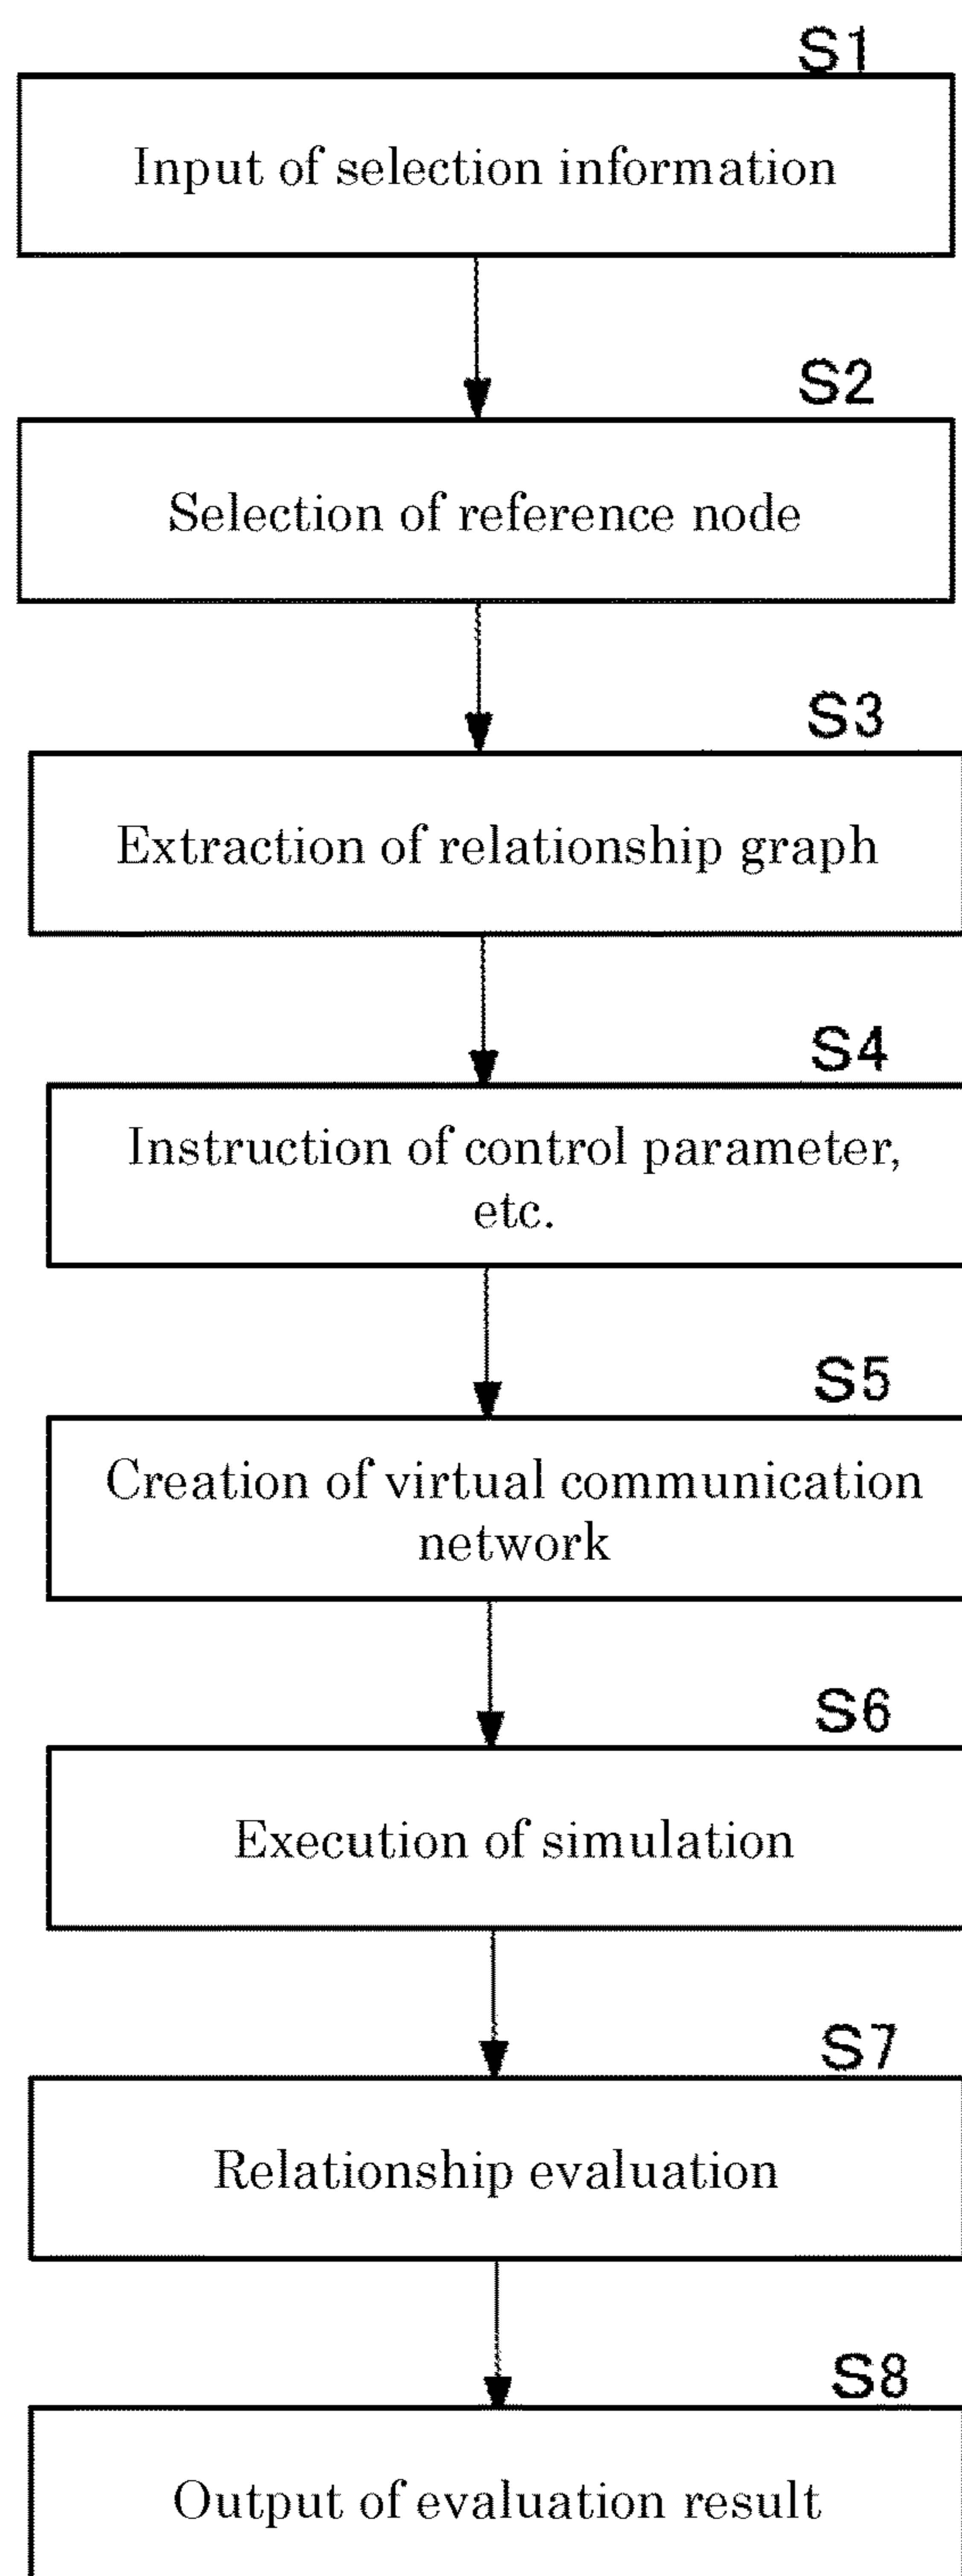 S1
Input of selection information
S2
Selection of reference node
S3
Extraction of relationship graph
S4
Instruction of control parameter,
etc.
S5
Creation of virtual communication
network
S6
Execution of simulation
S7
Relationship evaluation
S8
Output of evaluation result